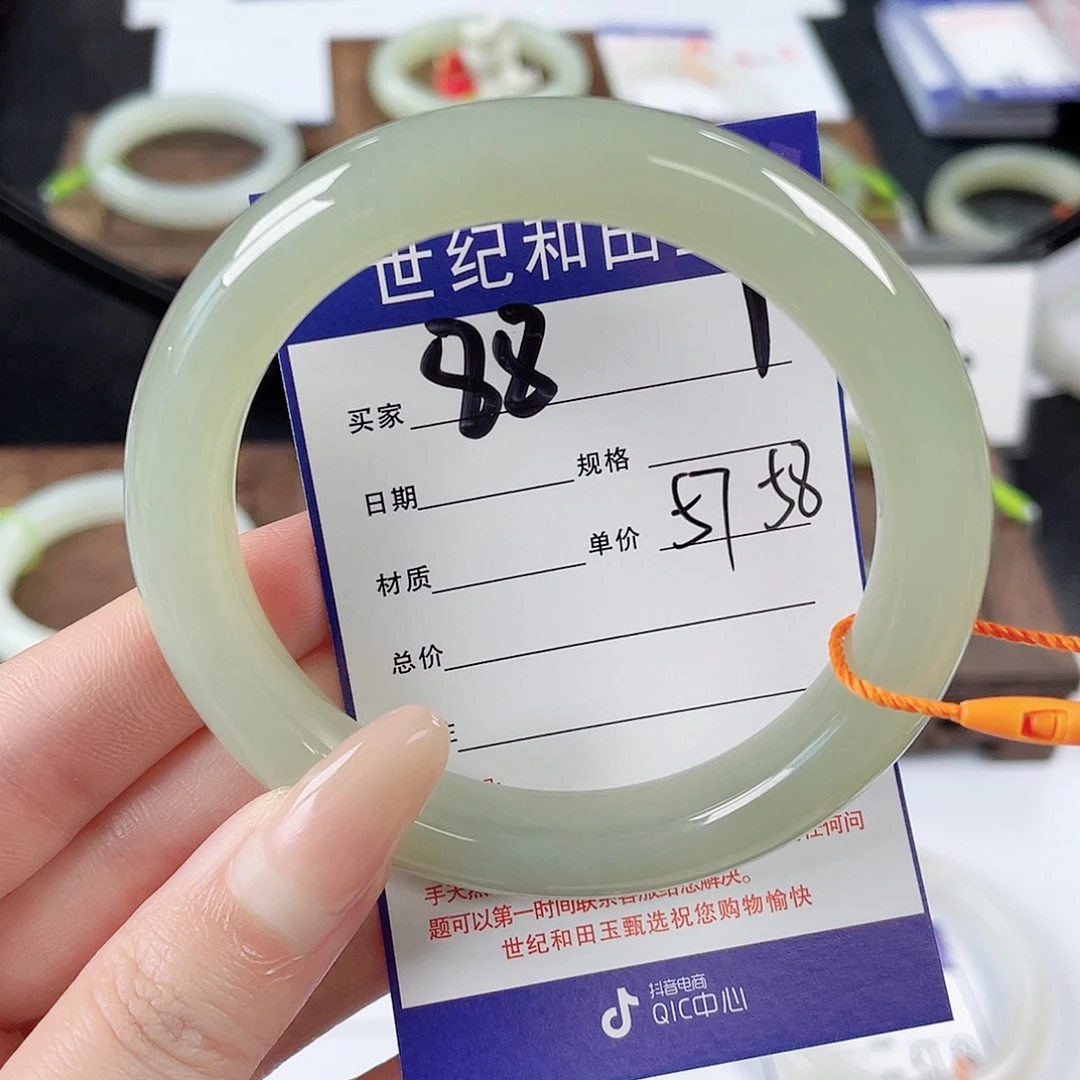 世纪和田
88
买家
规格
日期
57 58
单价
材质
总价
手天然
何问
题可以第一时间联系客服给您解决。
世纪和田玉甄选祝您购物愉快
抖音电商
QIC中心